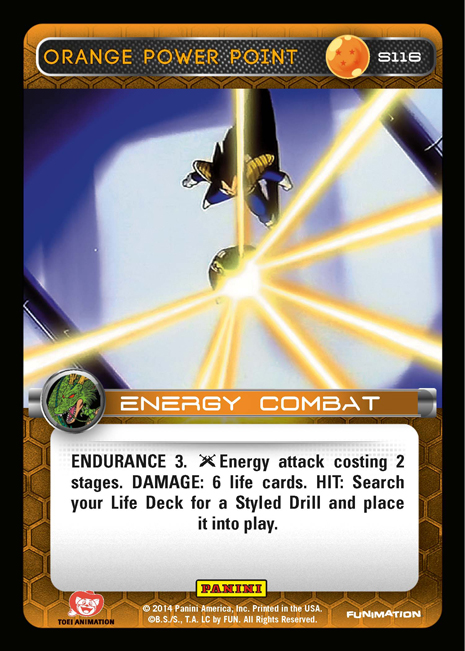 ORANGE POWER POINT S116
ENERGY COMBAT
ENDURANCE 3. Energy attack costing 2
stages. DAMAGE: 6 life cards. HIT: Search
your Life Deck for a Styled Drill and place
it into play.
PANINI
© 2014 Panini America, Inc. Printed in the USA.
©B.S./S., T.A. LC by FUN. All Rights Reserved.
TOEI ANIMATION
FUNIMATION